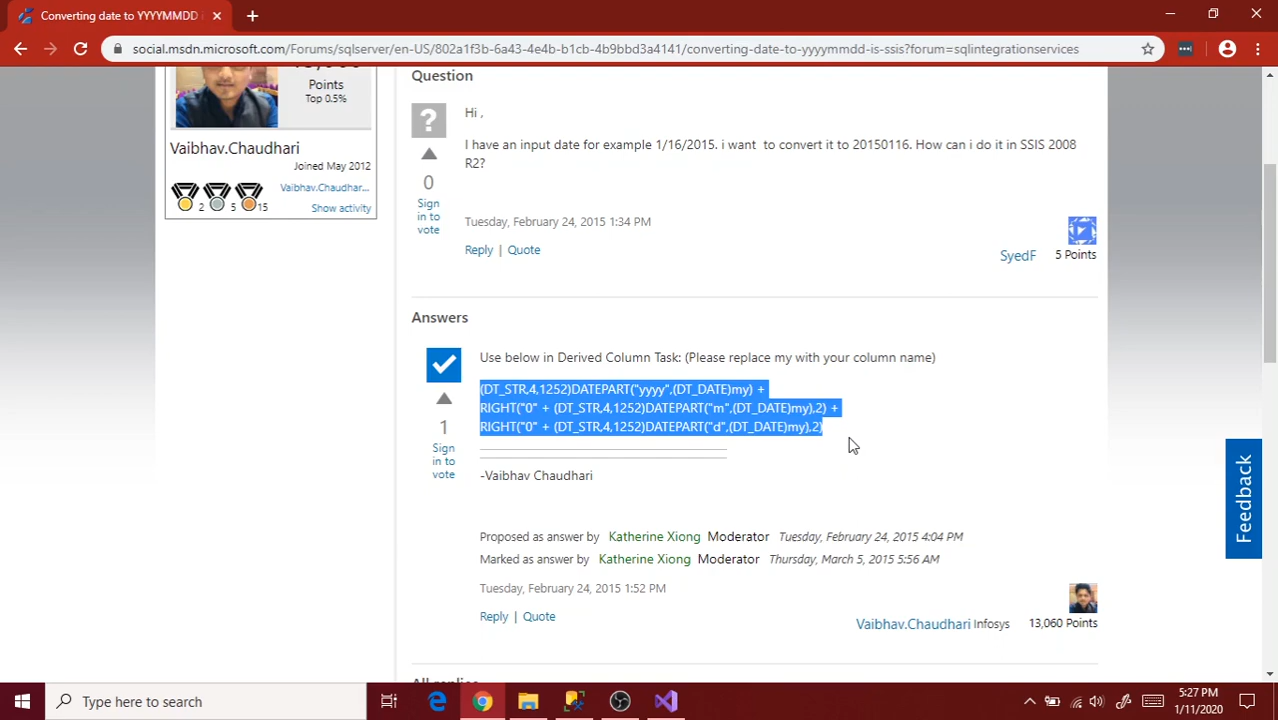 Converting date to YYYYMMDD i
social.msdn.microsoft.com/Forums/sqlserver/en-US/802a1f3b-6a43-4e4b-b1cb-4b9bbd3a4141/converting-date-to-yyyymmdd-is-ssis?forum=sqlintegrationservices
Points
Top 0.5%
Vaibhav.Chaudhari
Joined May 2012
2 5 15
Vaibhav.Chaudhar...
Show activity
Question
Hi ,
I have an input date for example 1/16/2015. i want to convert it to 20150116. How can i do it in SSIS 2008
R2?
0
Sign
in to
vote
Tuesday, February 24, 2015 1:34 PM
Reply | Quote
SyedF
5 Points
Answers
Use below in Derived Column Task: (Please replace my with your column name)
(DT_STR,4,1252)DATEPART("yyyy",(DT_DATE)my) +
RIGHT("0" + (DT_STR,4,1252)DATEPART("m",(DT_DATE)my),2) +
RIGHT("0" + (DT_STR,4,1252)DATEPART("d",(DT_DATE)my),2)
1
Sign
in to
vote
-Vaibhav Chaudhari
Proposed as answer by Katherine Xiong Moderator Tuesday, February 24, 2015 4:04 PM
Marked as answer by Katherine Xiong Moderator Thursday, March 5, 2015 5:56 AM
Tuesday, February 24, 2015 1:52 PM
Reply | Quote
Vaibhav.Chaudhari Infosys
13,060 Points
All replies
Feedback
Type here to search
5:27 PM
1/11/2020